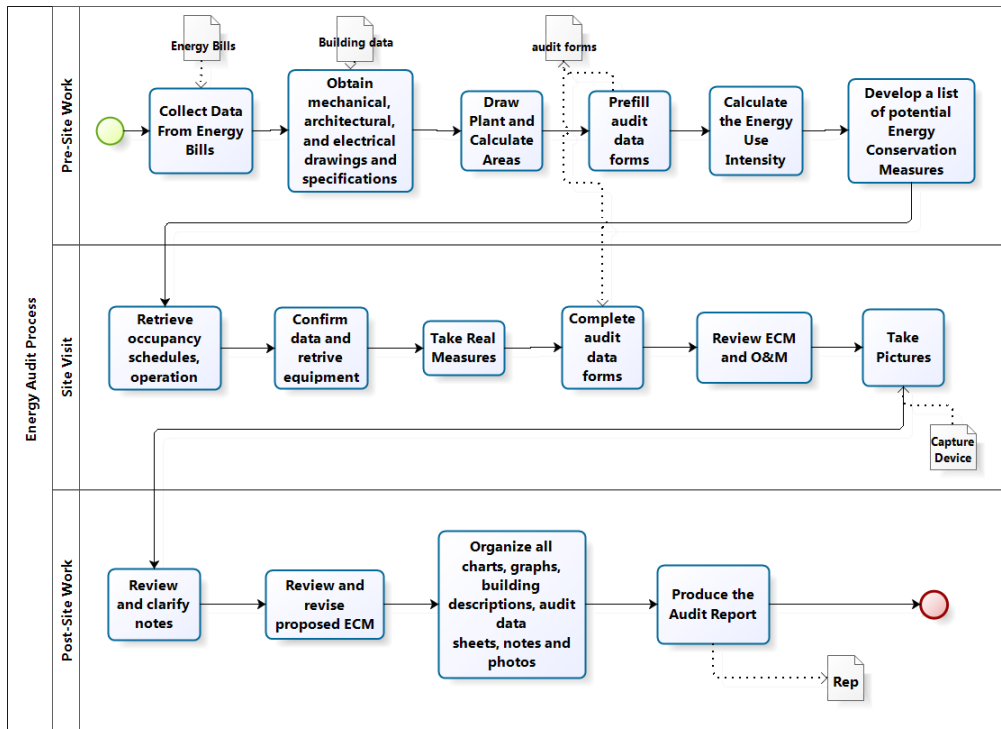 Energy Audit Process
Pre-Site Work
Energy Bills
Building data
audit forms
Collect Data
From Energy
Bills
Obtain
mechanical,
architectural,
and electrical
drawings and
specifications
Draw
Plant and
Calculate
Areas
Prefill
audit
data
forms
Calculate
the Energy
Use
Intensity
Develop a list
of potential
Energy
Conservation
Measures
Site Visit
Retrieve
occupancy
schedules,
operation
Confirm
data and
retrive
equipment
Take Real
Measures
Complete
audit
data
forms
Review ECM
and O&M
Take
Pictures
Capture
Device
Post-Site Work
Review
and clarify
notes
Review and
revise
proposed ECM
Organize all
charts, graphs,
building
descriptions, audit
data
sheets, notes and
photos
Produce the
Audit Report
Rep